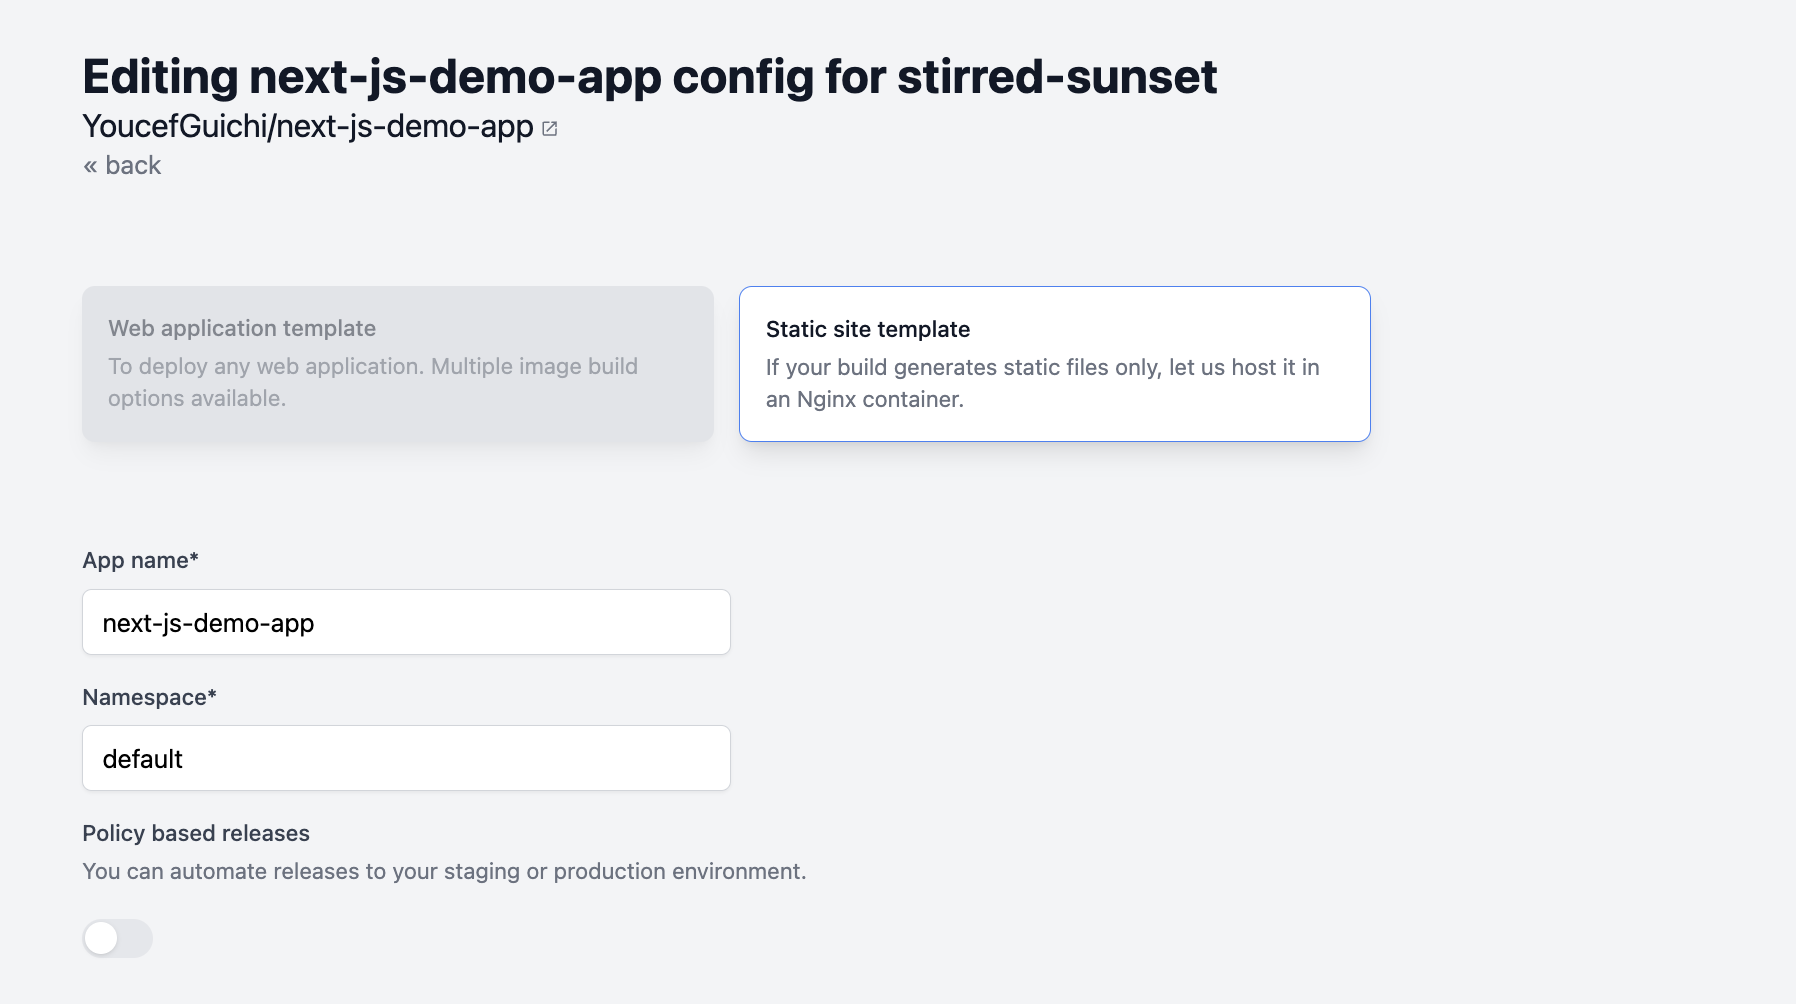 Editing next-js-demo-app config for stirred-sunset
YoucefGuichi/next-js-demo-app
« back
Web application template
To deploy any web application. Multiple image build
options available.
Static site template
If your build generates static files only, let us host it in
an Nginx container.
App name*
next-js-demo-app
Namespace*
default
Policy based releases
You can automate releases to your staging or production environment.